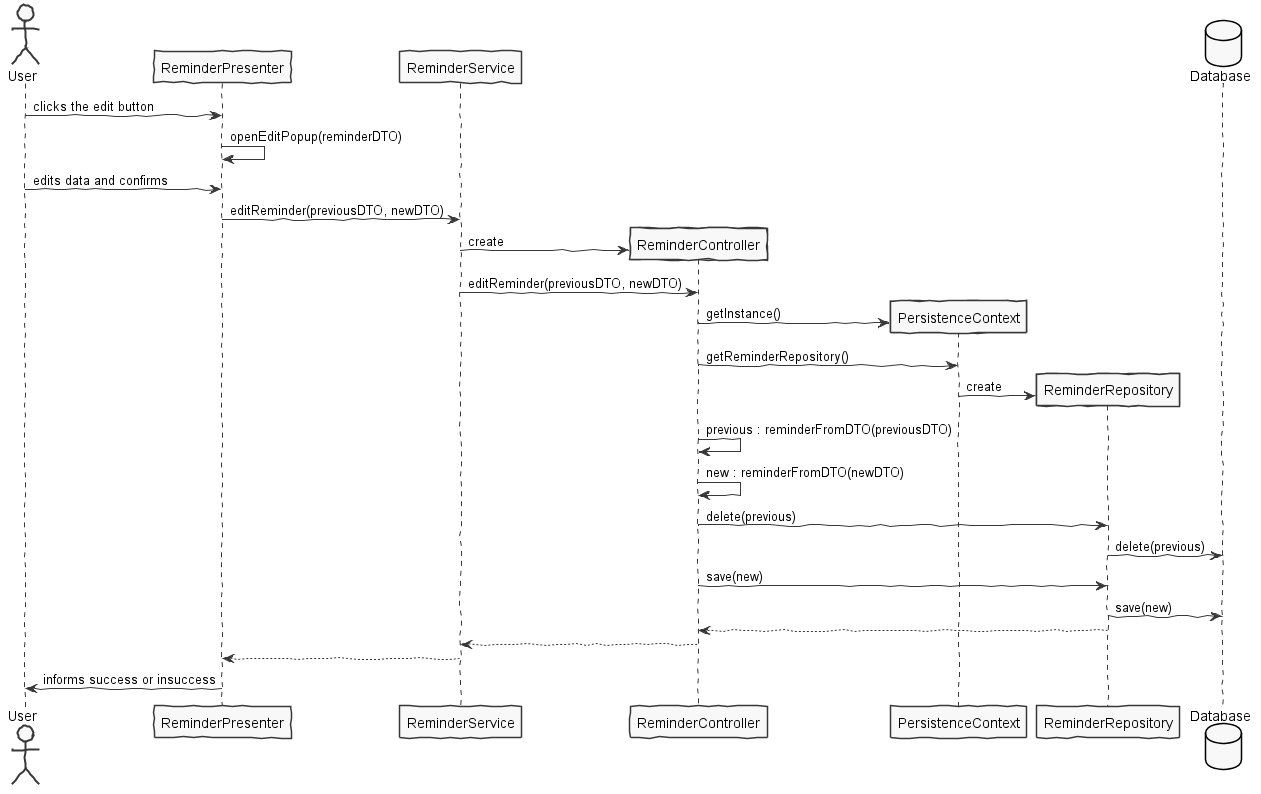 User
ReminderPresenter
ReminderService
Database
clicks the edit button
openEditPopup(reminderDTO)
edits data and confirms
editReminder(previousDTO, newDTO)
create
ReminderController
editReminder(previousDTO, newDTO)
getInstance()
PersistenceContext
getReminderRepository()
create
ReminderRepository
previous : reminderFromDTO(previousDTO)
new : reminderFromDTO(newDTO)
delete(previous)
delete(previous)
save(new)
save(new)
informs success or insuccess
User
ReminderPresenter
ReminderService
ReminderController
PersistenceContext
ReminderRepository
Database